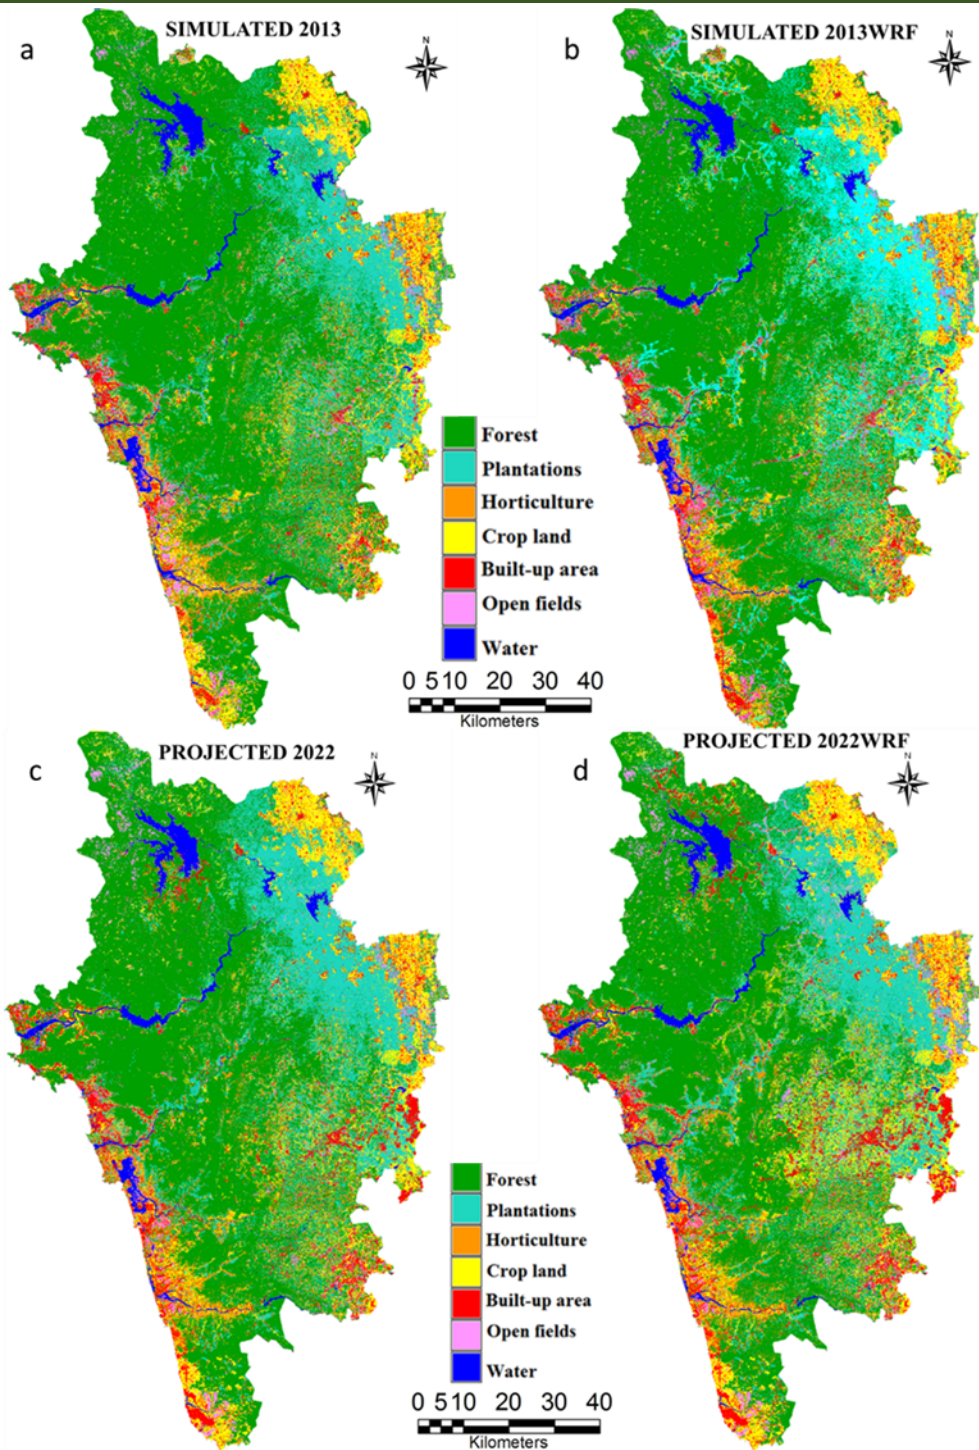 a
SIMULATED 2013
N
b
SIMULATED 2013WRF
N
Forest
Plantations
Horticulture
Crop land
Built-up area
Open fields
Water
0 5 10 20 30 40
Kilometers
c
PROJECTED 2022
N
d
PROJECTED 2022WRF
N
Forest
Plantations
Horticulture
Crop land
Built-up area
Open fields
Water
0 5 10 20 30 40
Kilometers